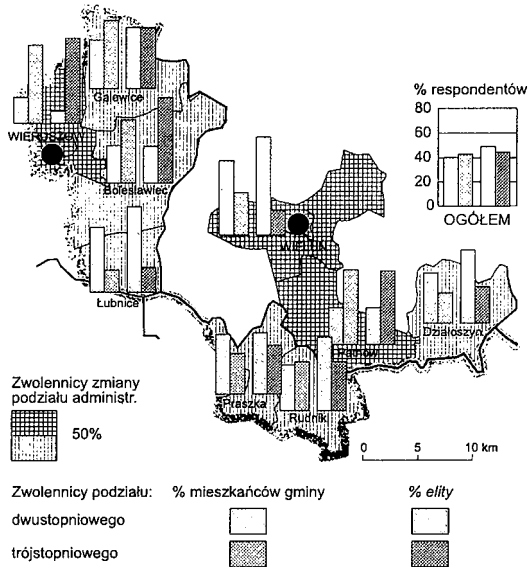 Galewice
WIERUSZÓW
Bolesławiec
Łubnice
WIELUŃ
Pątnów
Działoszyn
Praszka
Rudnik
% respondentów
80
60
40
20
0
OGÓŁEM
Zwolennicy zmiany
podziału administr.
50%
0 5 10 km
Zwolennicy podziału: % mieszkańców gminy % elity
dwustopniowego
trójstopniowego